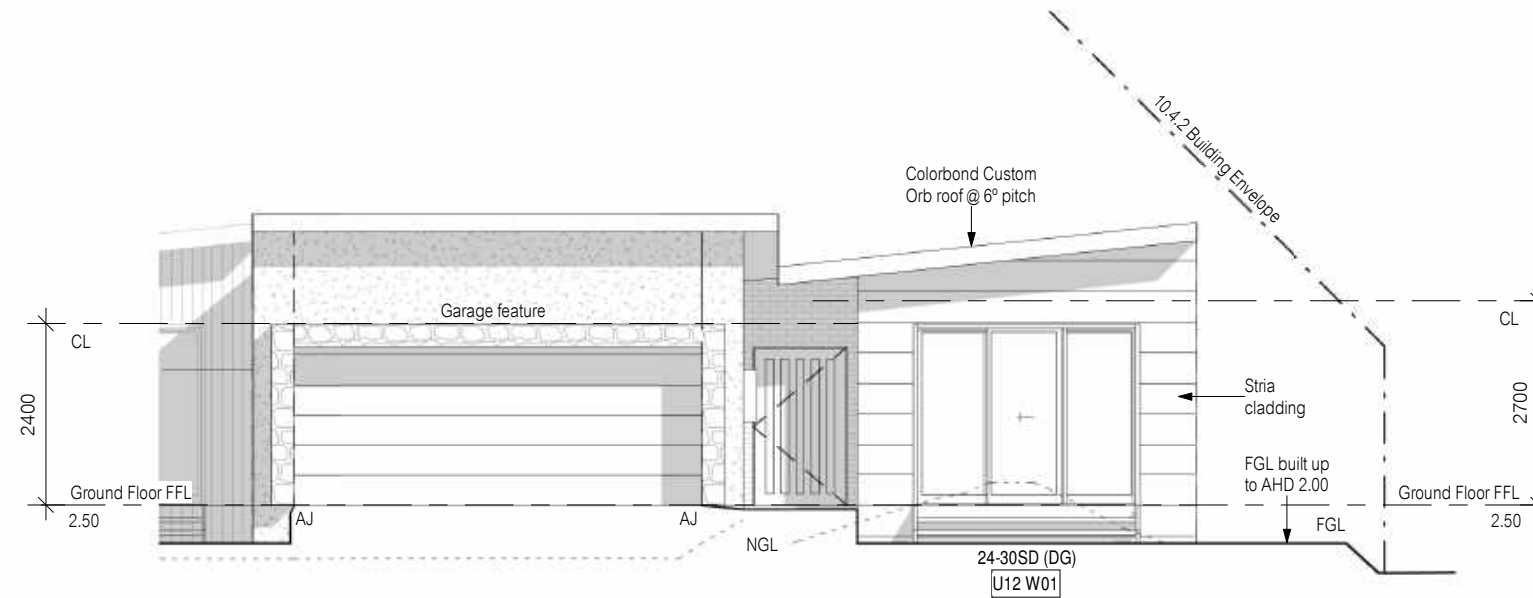 10.4.2 Building Envelope
Colorbond Custom
Orb roof @ 6º pitch
Garage feature
CL
CL
2400
2700
Stria
cladding
FGL built up
to AHD 2.00
Ground Floor FFL
2.50
Ground Floor FFL
2.50
AJ
AJ
NGL
FGL
24-30SD (DG)
U12 W01